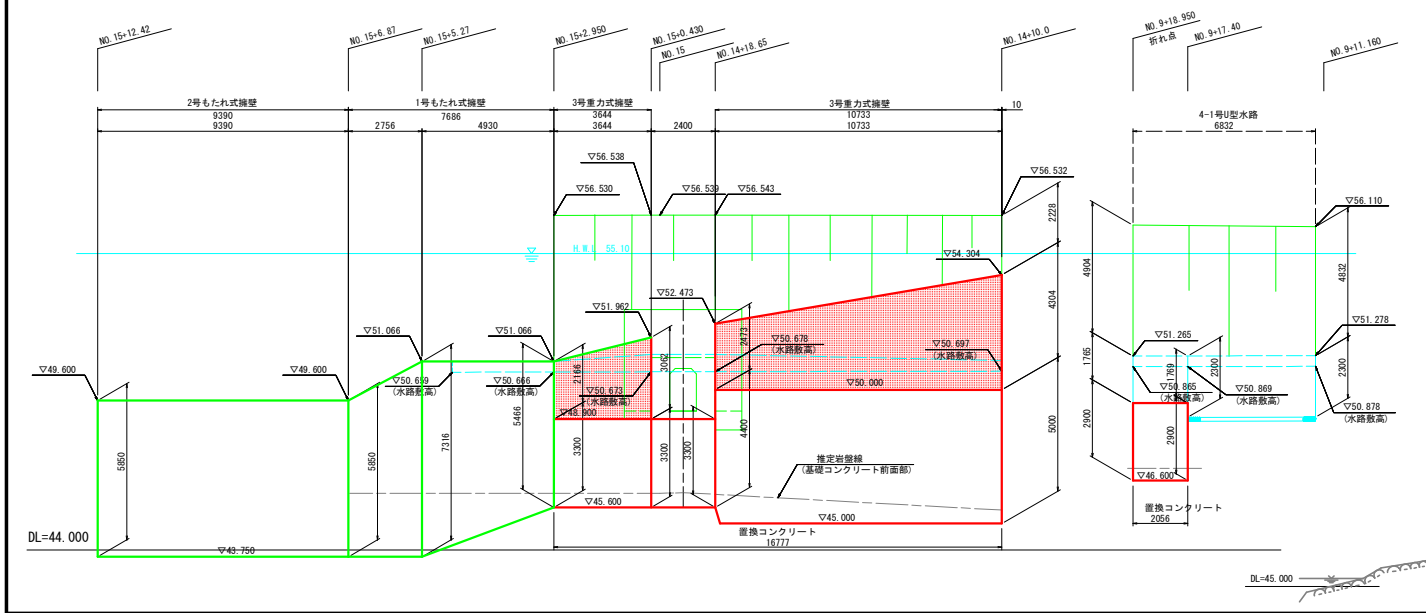 NO.15+12.42
NO.15+6.87
NO.15+5.27
NO.15+2.950
NO.15+0.430
NO.15
NO.14+18.65
NO.14+10.0
NO.9+18.950
折れ点
NO.9+17.40
NO.9+11.160
2号もたれ式擁壁
9390
9390
1号もたれ式擁壁
7686
2756
4930
3号重力式擁壁
3644
3644
2400
3号重力式擁壁
10733
10733
10
4-1号U型水路
6832
▽56.538
▽56.530
▽56.539
▽56.543
▽56.532
▽56.110
H.W.L 55.10
2228
▽54.304
4304
5000
4904
1765
2900
4832
2300
▽52.473
▽51.962
▽51.066
▽51.066
▽49.600
▽49.600
▽50.659
(水路敷高)
▽50.666
(水路敷高)
▽50.673
(水路敷高)
▽50.678
(水路敷高)
▽50.697
(水路敷高)
▽50.000
▽48.900
2166
3062
2473
4400
5466
3300
3300
3300
7316
5850
5850
▽51.265
▽51.278
1769
2300
▽50.865
(水路敷高)
▽50.869
(水路敷高)
▽50.878
(水路敷高)
2900
▽46.600
置換コンクリート
2056
推定岩盤線
(基礎コンクリート前面部)
▽45.600
▽45.000
置換コンクリート
16777
DL=44.000
▽43.750
DL=45.000